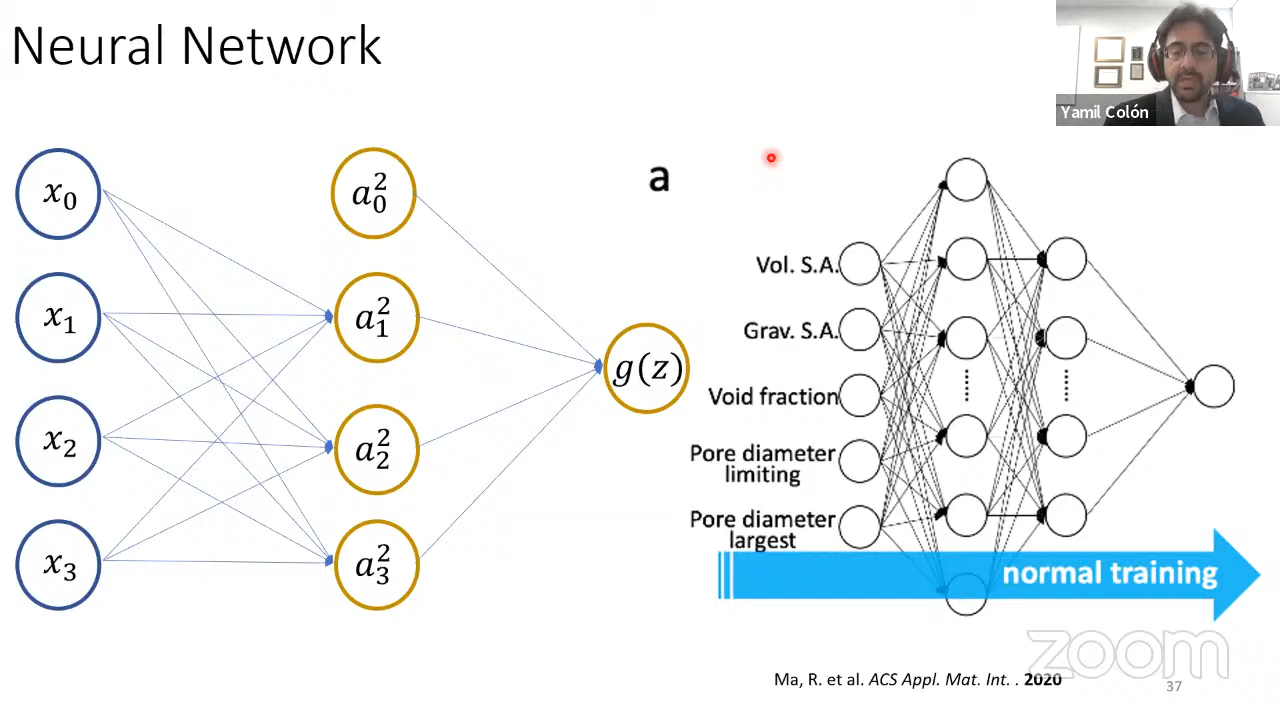 Neural Network
Yamil Colón
x₀
x₁
x₂
x₃
a₀²
a₁²
a₂²
a₃²
g(z)
a
Vol. S.A.
Grav. S.A.
Void fraction
Pore diameter
limiting
Pore diameter
largest
normal training
zoom
Ma, R. et al. ACS Appl. Mat. Int. . 2020
37